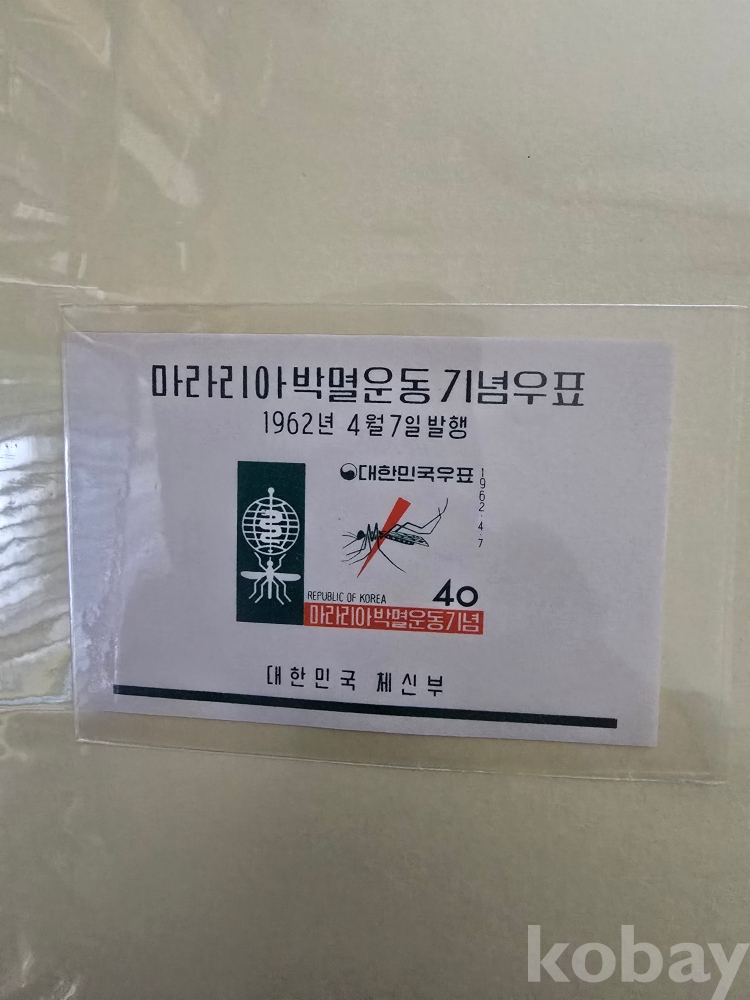 마라리아박멸운동기념우표
1962년 4월7일발행
대한민국우표
1962.4.7
REPUBLIC OF KOREA
40
마라리아박멸운동기념
대한민국 체신부
kobay